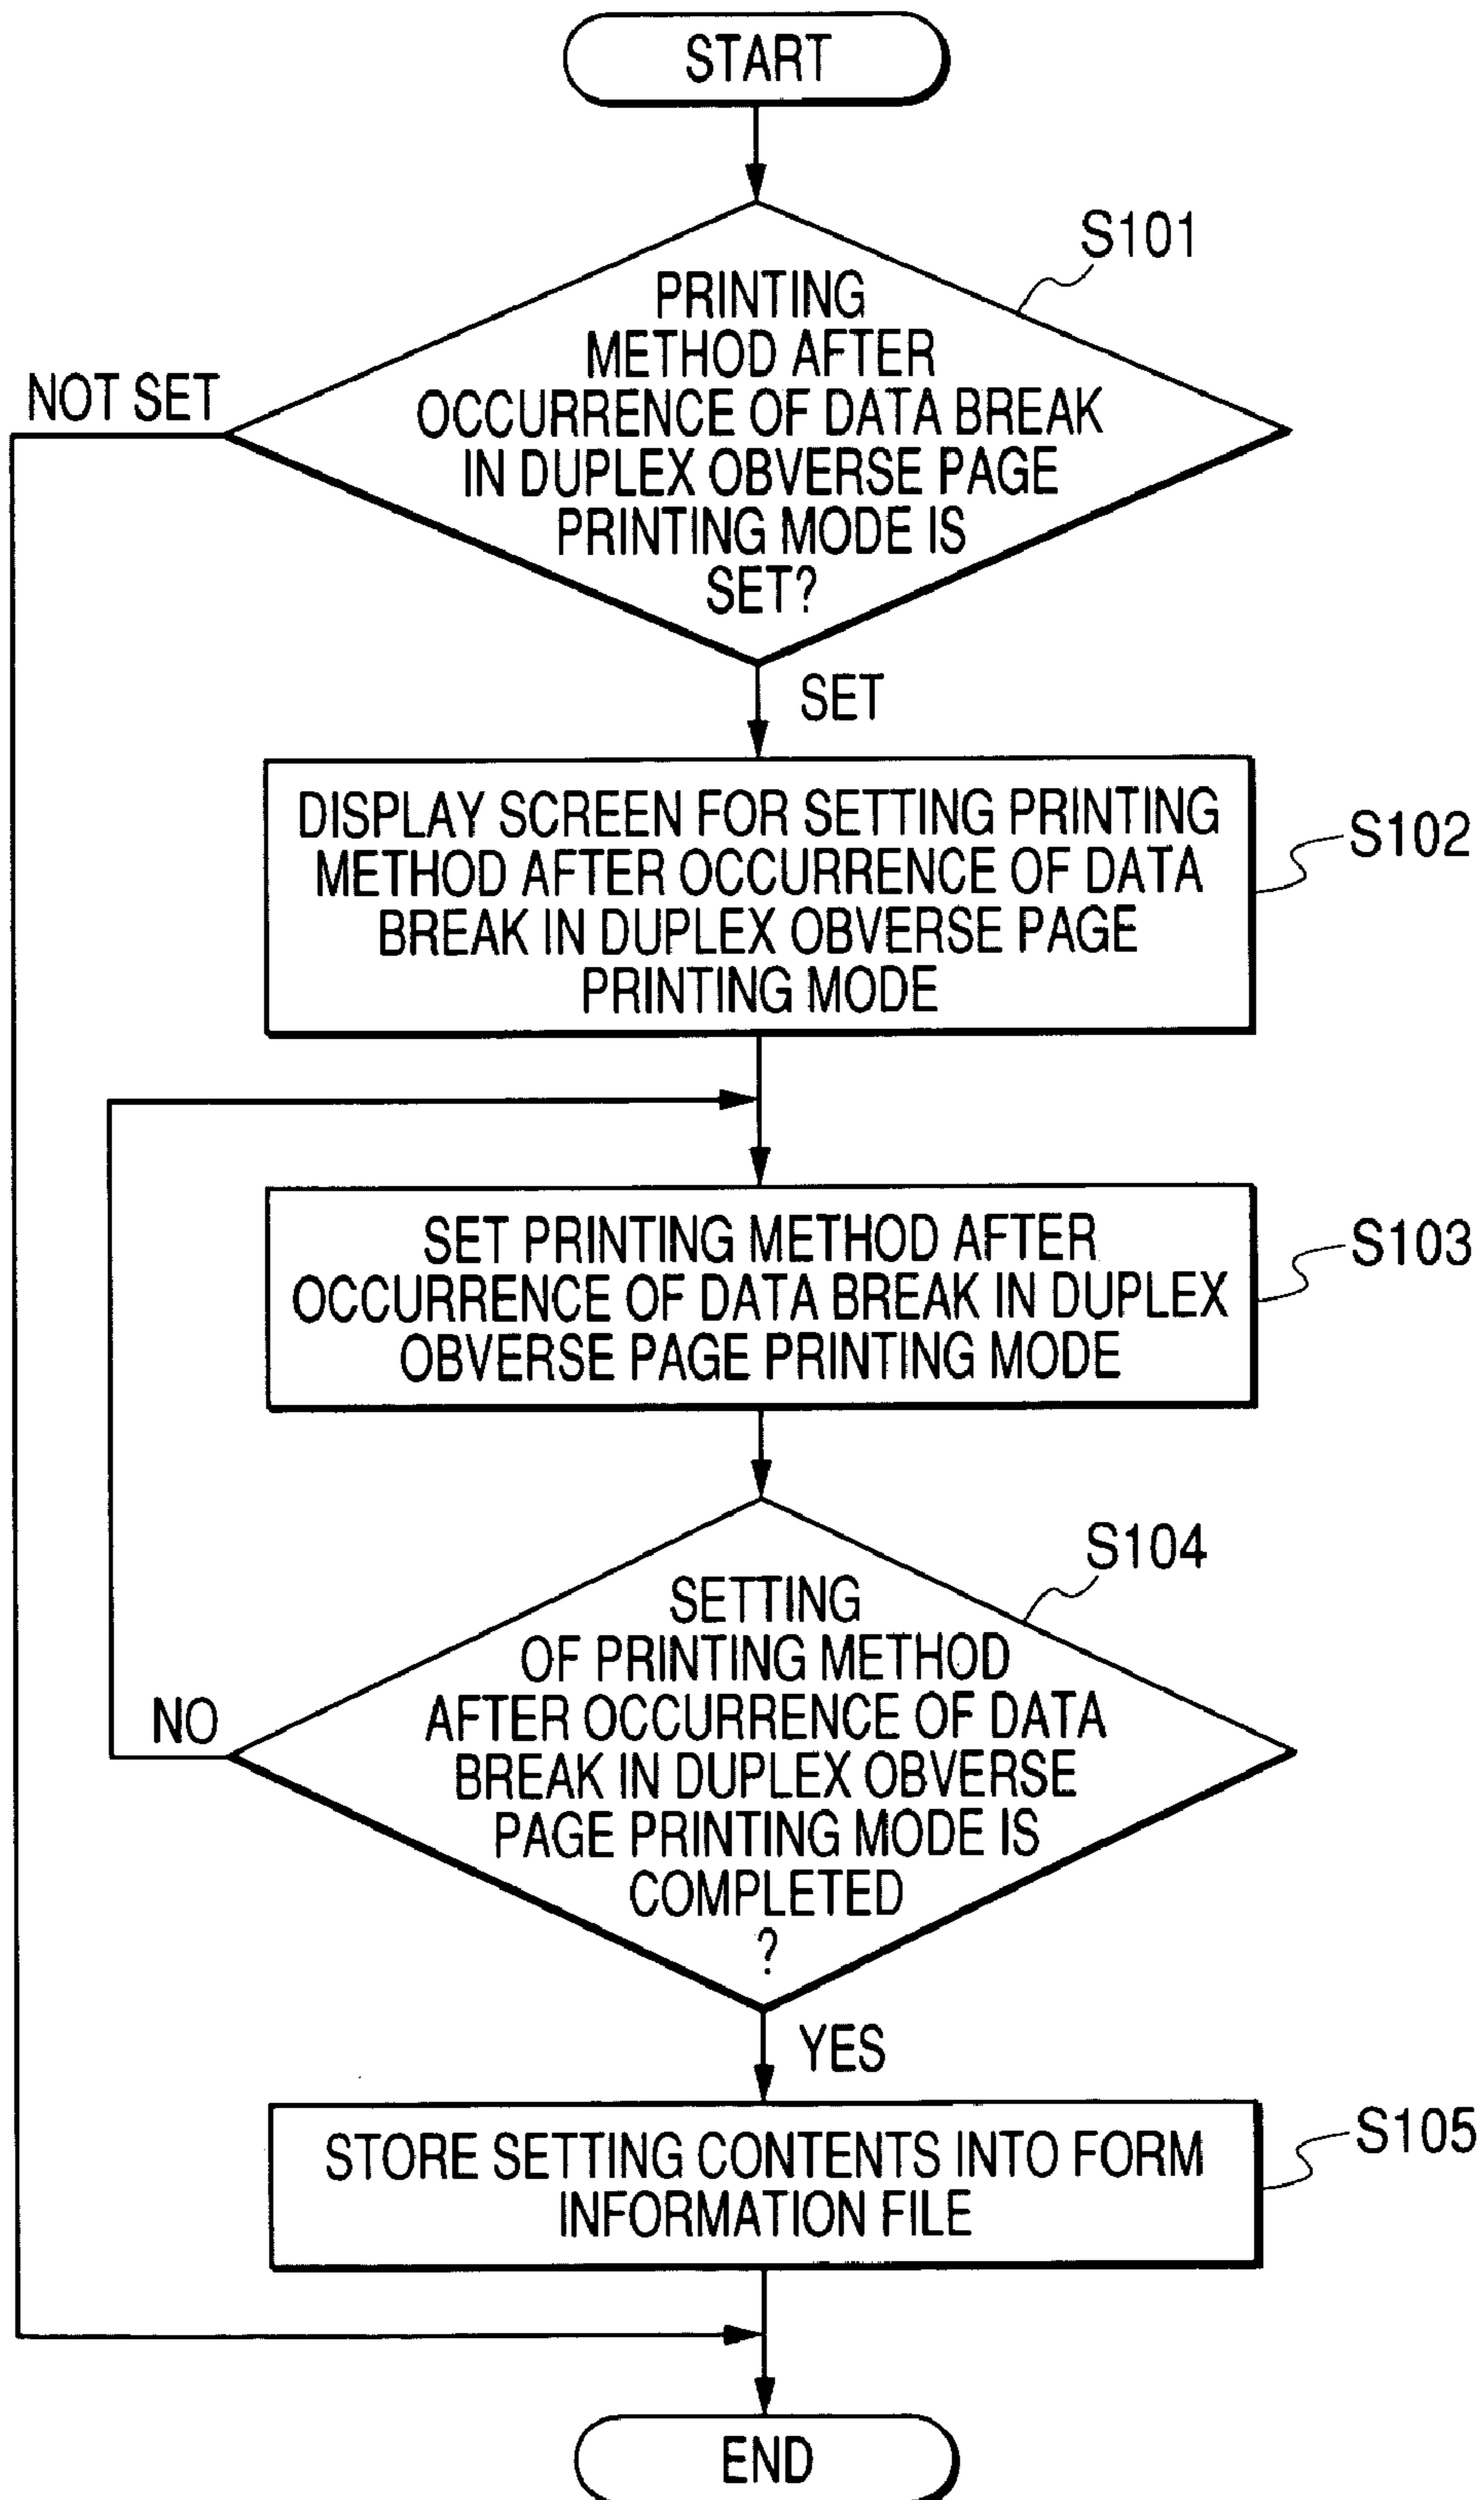 START
S101
PRINTING
METHOD AFTER
OCCURRENCE OF DATA BREAK
IN DUPLEX OBVERSE PAGE
PRINTING MODE IS
SET?
NOT SET
SET
DISPLAY SCREEN FOR SETTING PRINTING
METHOD AFTER OCCURRENCE OF DATA
BREAK IN DUPLEX OBVERSE PAGE
PRINTING MODE
S102
SET PRINTING METHOD AFTER
OCCURRENCE OF DATA BREAK IN DUPLEX
OBVERSE PAGE PRINTING MODE
S103
S104
SETTING
OF PRINTING METHOD
AFTER OCCURRENCE OF DATA
BREAK IN DUPLEX OBVERSE
PAGE PRINTING MODE IS
COMPLETED
?
NO
YES
STORE SETTING CONTENTS INTO FORM
INFORMATION FILE
S105
END